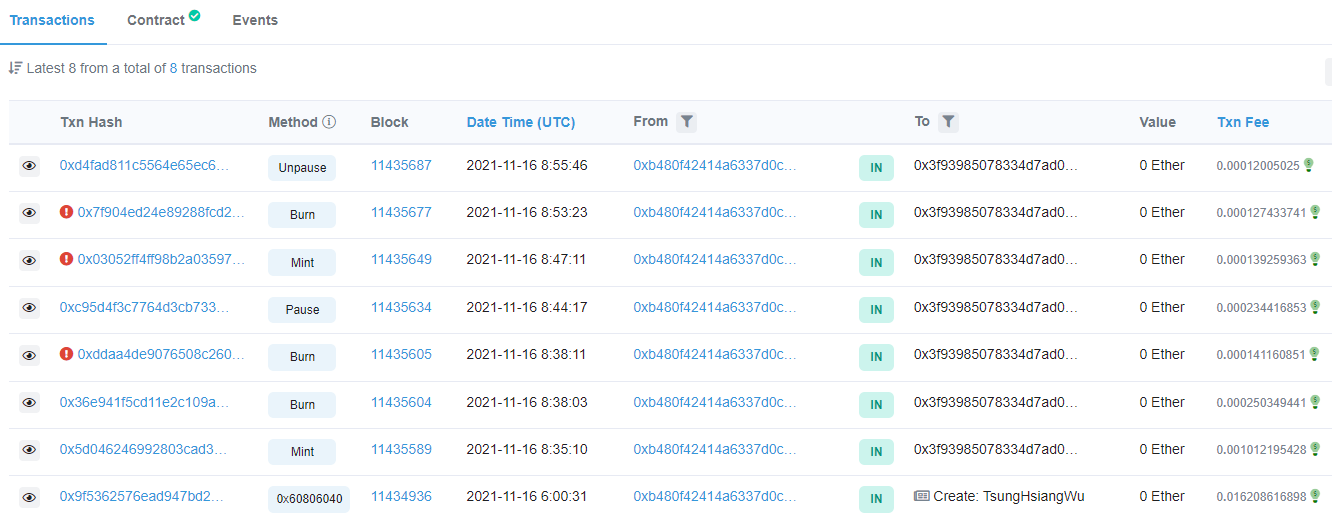 Transactions Contract Events
Latest 8 from a total of 8 transactions
Txn Hash Method Block Date Time (UTC) From To Value Txn Fee
0xd4fad811c5564e65ec6... Unpause 11435687 2021-11-16 8:55:46 0xb480f42414a6337d0c... IN 0x3f93985078334d7ad0... 0 Ether 0.00012005025
0x7f904ed24e89288fcd2... Burn 11435677 2021-11-16 8:53:23 0xb480f42414a6337d0c... IN 0x3f93985078334d7ad0... 0 Ether 0.000127433741
0x03052ff4ff98b2a03597... Mint 11435649 2021-11-16 8:47:11 0xb480f42414a6337d0c... IN 0x3f93985078334d7ad0... 0 Ether 0.000139259363
0xc95d4f3c7764d3cb733... Pause 11435634 2021-11-16 8:44:17 0xb480f42414a6337d0c... IN 0x3f93985078334d7ad0... 0 Ether 0.000234416853
0xddaa4de9076508c260... Burn 11435605 2021-11-16 8:38:11 0xb480f42414a6337d0c... IN 0x3f93985078334d7ad0... 0 Ether 0.000141160851
0x36e941f5cd11e2c109a... Burn 11435604 2021-11-16 8:38:03 0xb480f42414a6337d0c... IN 0x3f93985078334d7ad0... 0 Ether 0.000250349441
0x5d046246992803cad3... Mint 11435589 2021-11-16 8:35:10 0xb480f42414a6337d0c... IN 0x3f93985078334d7ad0... 0 Ether 0.001012195428
0x9f5362576ead947bd2... 0x60806040 11434936 2021-11-16 6:00:31 0xb480f42414a6337d0c... IN Create: TsungHsiangWu 0 Ether 0.016208616898